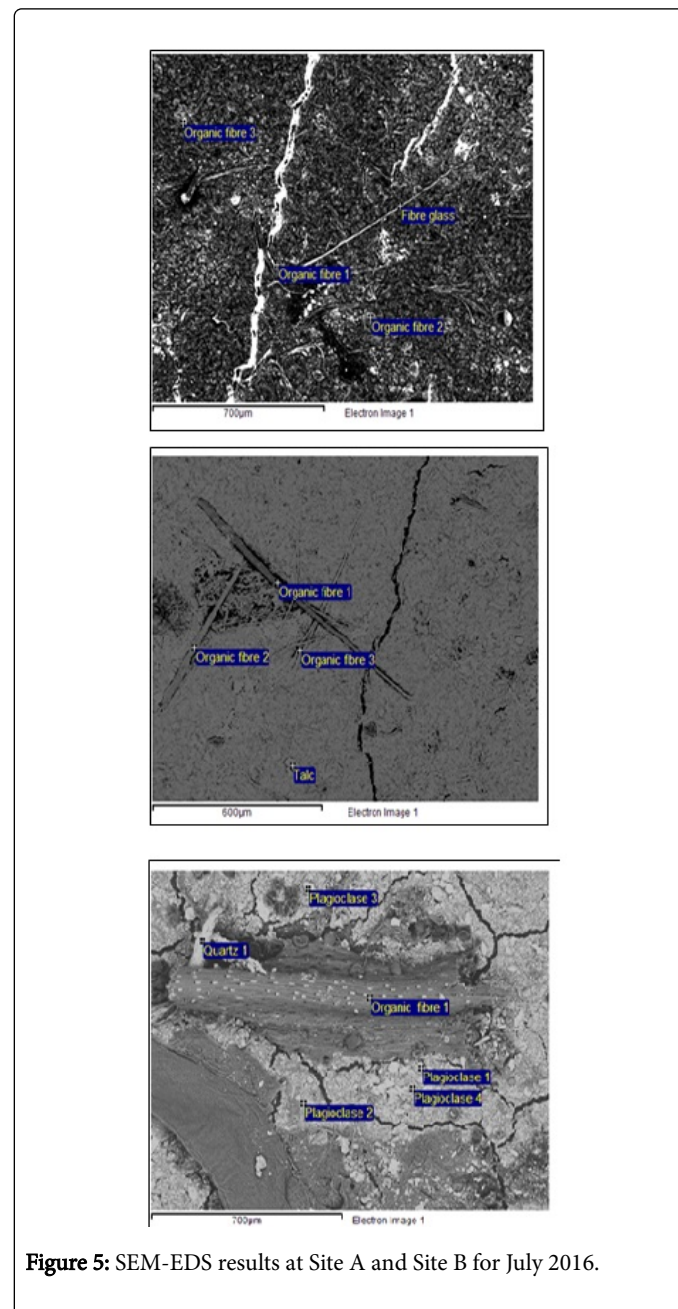 Organic fibre 3
Fibre glass
Organic fibre 1
Organic fibre 2
700µm Electron Image 1
Organic fibre 1
Organic fibre 2 Organic fibre 3
Talc
600µm Electron Image 1
Plagioclase 3
Quartz 1
Organic fibre 1
Plagioclase 1
Plagioclase 4
Plagioclase 2
700µm Electron Image 1
Figure 5: SEM-EDS results at Site A and Site B for July 2016.